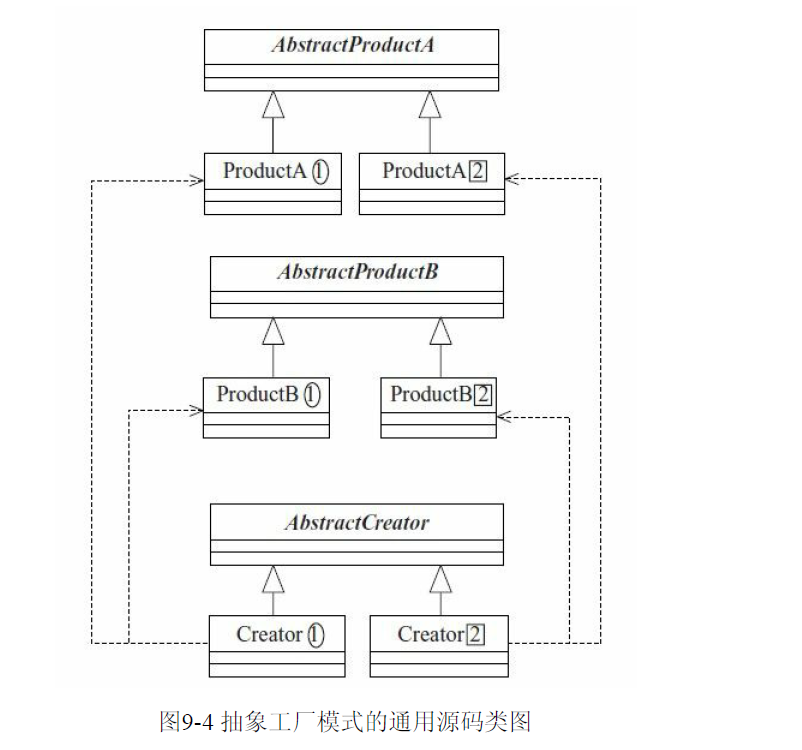 AbstractProductA
ProductA 1
ProductA 2
AbstractProductB
ProductB 1
ProductB 2
AbstractCreator
Creator 1
Creator 2
图9-4 抽象工厂模式的通用源码类图